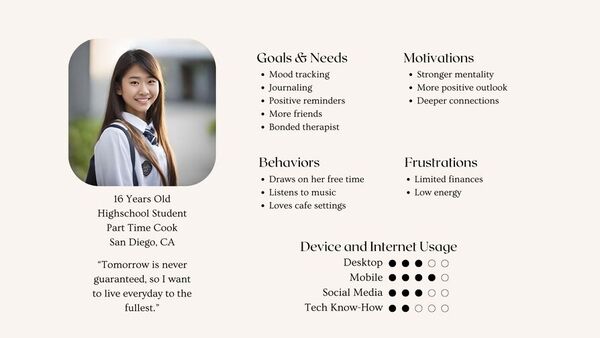 16 Years Old
Highschool Student
Part Time Cook
San Diego, CA
“Tomorrow is never
guaranteed, so I want
to live everyday to the
fullest.”
Goals & Needs
• Mood tracking
• Journaling
• Positive reminders
• More friends
• Bonded therapist
Motivations
• Stronger mentality
• More positive outlook
• Deeper connections
Behaviors
• Draws on her free time
• Listens to music
• Loves cafe settings
Frustrations
• Limited finances
• Low energy
Device and Internet Usage
Desktop
Mobile
Social Media
Tech Know-How